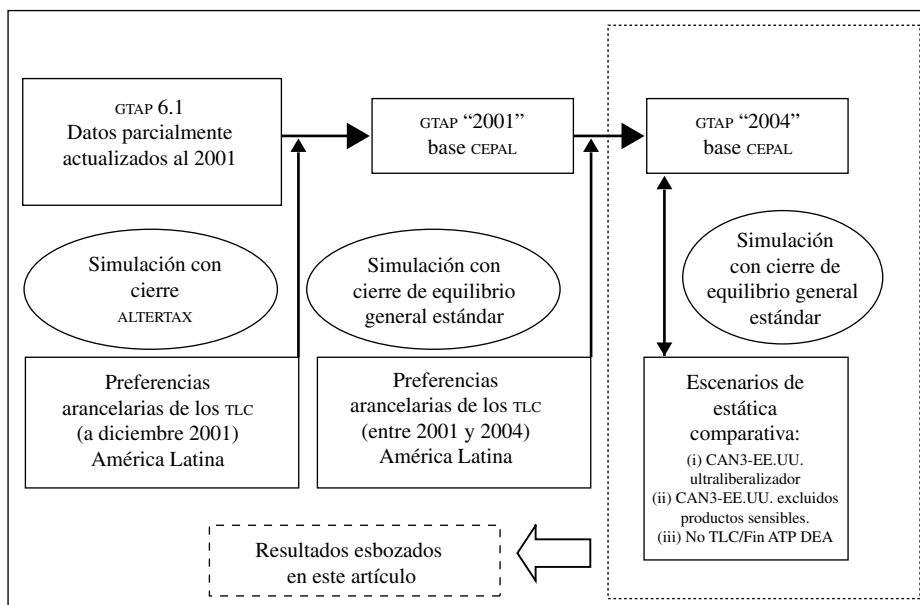 GTAP 6.1
Datos parcialmente
actualizados al 2001
GTAP “2001”
base CEPAL
GTAP “2004”
base CEPAL
Simulación con
cierre
ALTERTAX
Simulación con
cierre de equilibrio
general estándar
Simulación
con cierre de
equilibrio general
estándar
Preferencias
arancelarias de los TLC
(a diciembre 2001)
América Latina
Preferencias
arancelarias de los TLC
(entre 2001 y 2004)
América Latina
Escenarios de
estática
comparativa:
(i) CAN3-EE.UU.
ultraliberalizador
(ii) CAN3-EE.UU. excluidos
productos sensibles.
(iii) No TLC/Fin ATP DEA
Resultados esbozados
en este artículo